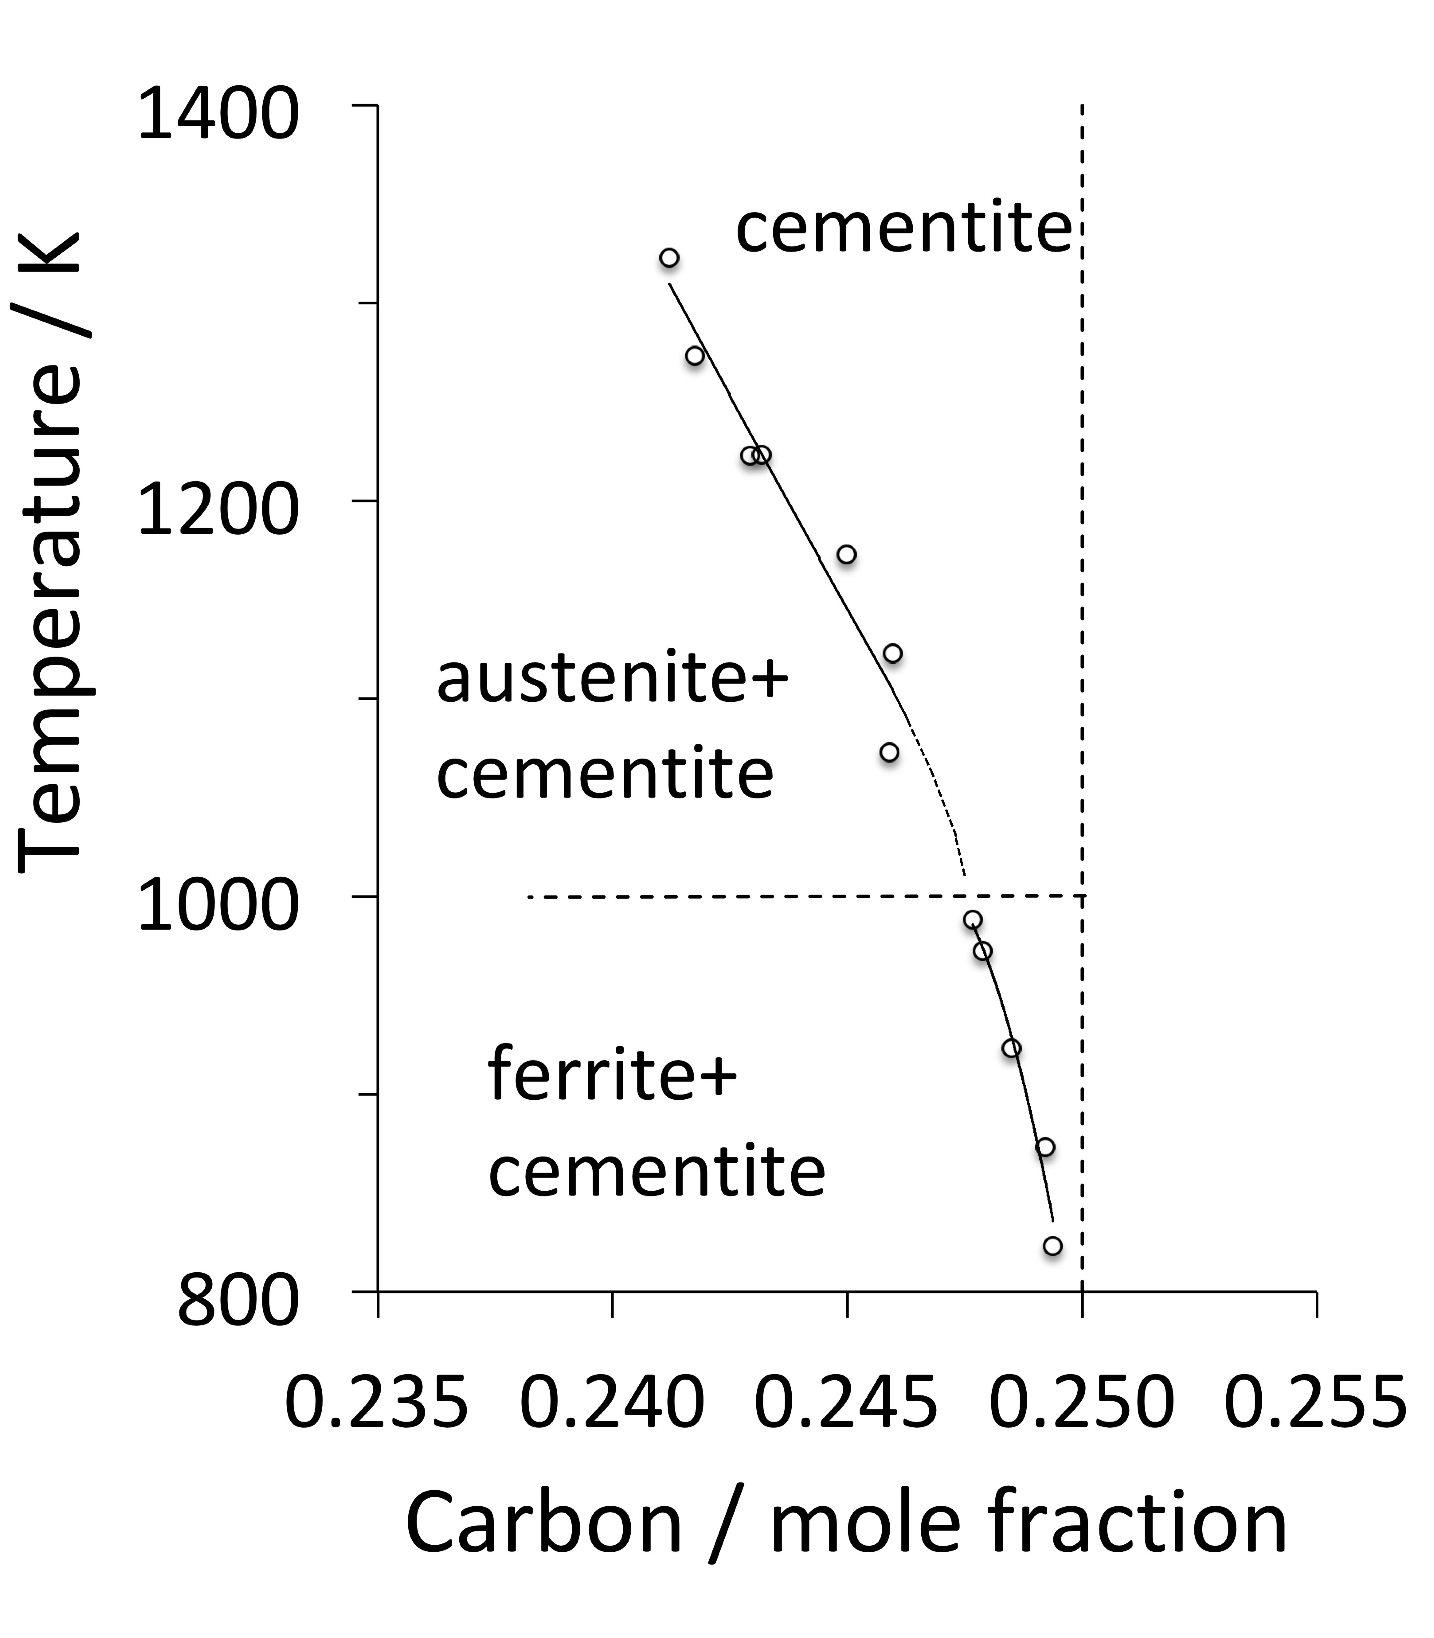 1400
cementite
Temperature / K
1200
austenite+
cementite
1000
ferrite+
cementite
800
0.235 0.240 0.245 0.250 0.255
Carbon / mole fraction